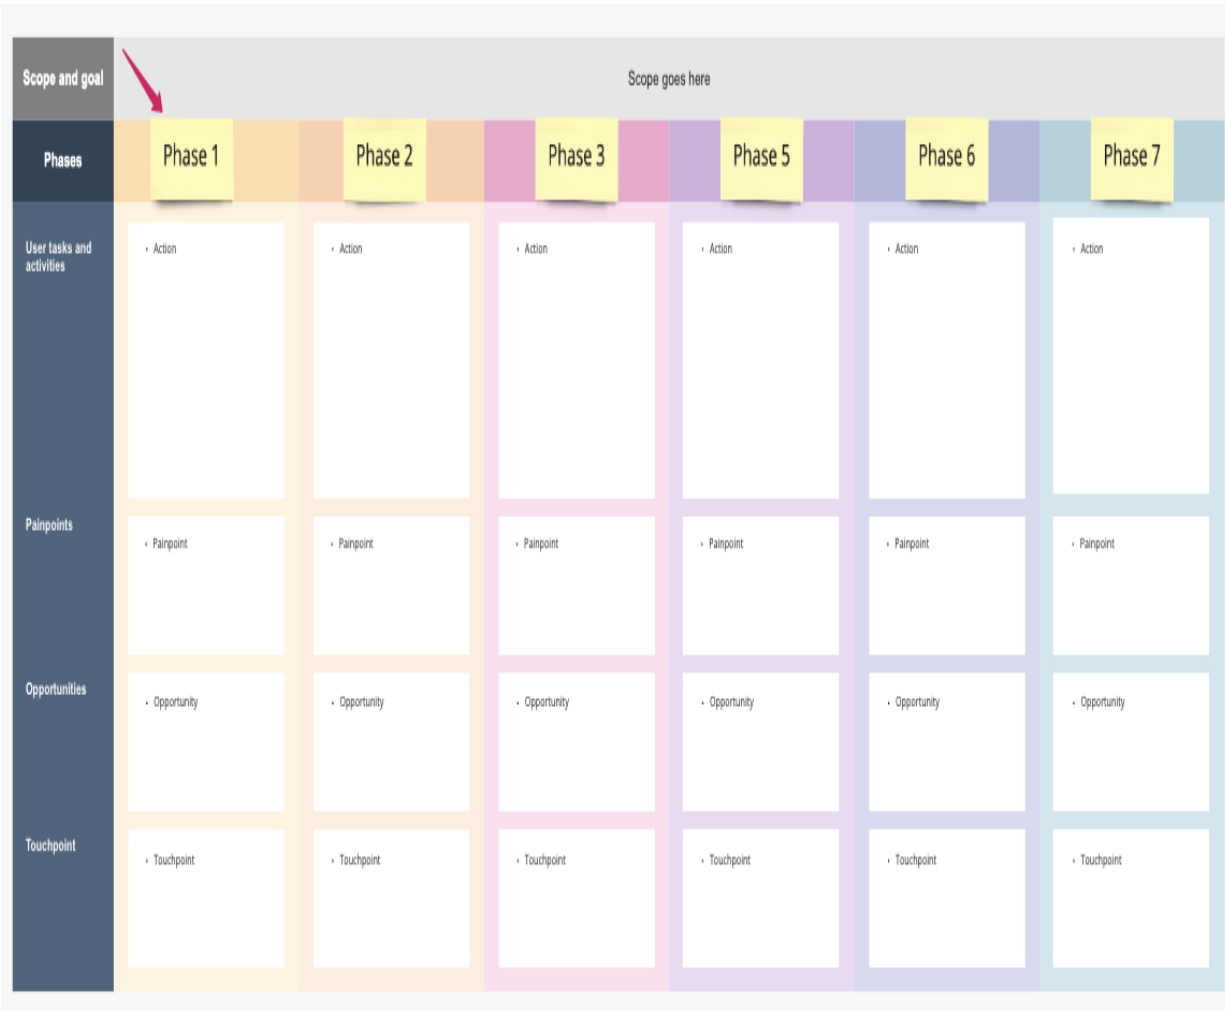 Scope and goal
Scope goes here
Phases
Phase 1
Phase 2
Phase 3
Phase 5
Phase 6
Phase 7
User tasks and
activities
• Action
• Action
• Action
• Action
• Action
• Action
Painpoints
• Painpoint
• Painpoint
• Painpoint
• Painpoint
• Painpoint
• Painpoint
Opportunities
• Opportunity
• Opportunity
• Opportunity
• Opportunity
• Opportunity
• Opportunity
Touchpoint
• Touchpoint
• Touchpoint
• Touchpoint
• Touchpoint
• Touchpoint
• Touchpoint